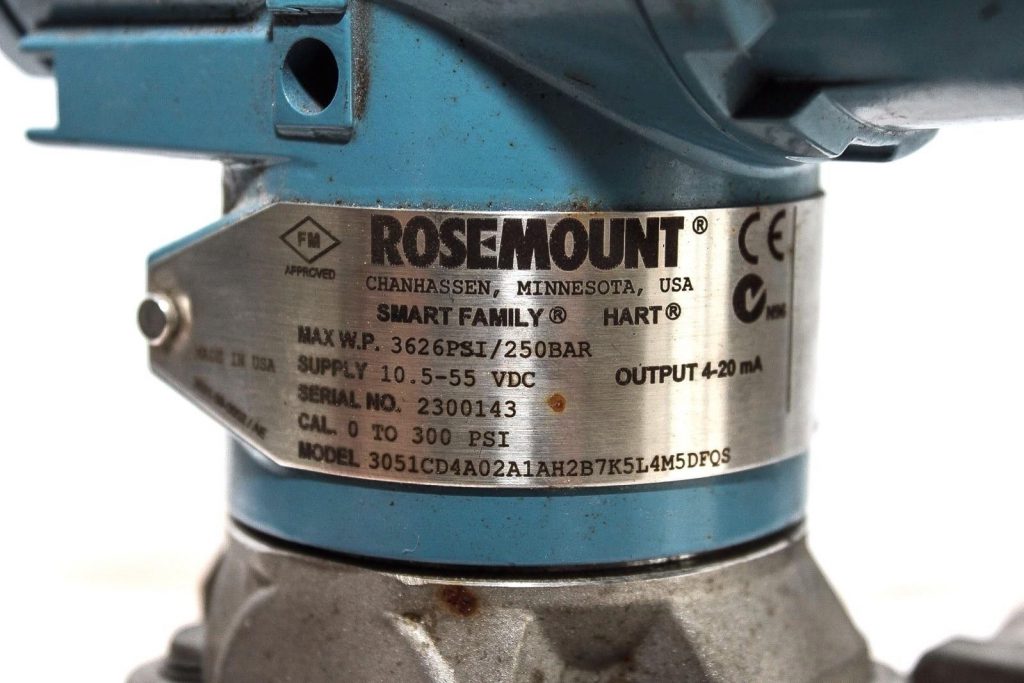 FM
APPROVED
ROSEMOUNT®
CE
CHANHASSEN, MINNESOTA, USA
N96
SMART FAMILY® HART®
MAX W.P. 3626PSI/250BAR
MADE IN USA
SUPPLY 10.5-55 VDC OUTPUT 4-20 mA
SERIAL NO. 2300143
CAL. 0 TO 300 PSI
MODEL 3051CD4A02A1AH2B7K5L4M5DFQS